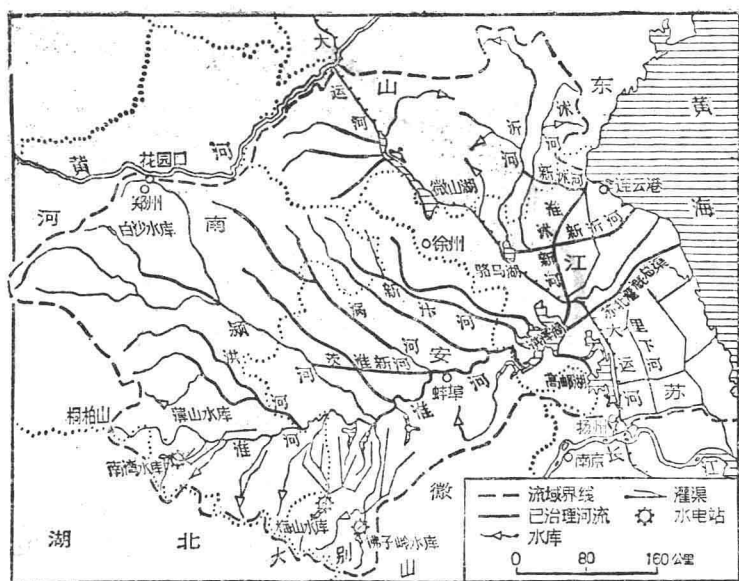 大
运
河
山
东
黄
海
沂
河
沭
河
新沭河
连云港
微山湖
黄
河
花园口
郑州
白沙水库
河
南
徐州
骆马湖
淮
沭
新
河
新沂河
江
苏
苏北灌溉总渠
洪泽湖
大
运
河
里
下
河
高邮湖
扬州
南京
长
江
涡
河
新
汴
河
颍
河
洪
河
茨淮新河
安
徽
蚌埠
淮
河
桐柏山
薄山水库
淮
河
南湾水库
梅山水库
佛子岭水库
湖
北
大
别
山
流域界线
灌渠
已治理河流
水电站
水库
0 80 160公里